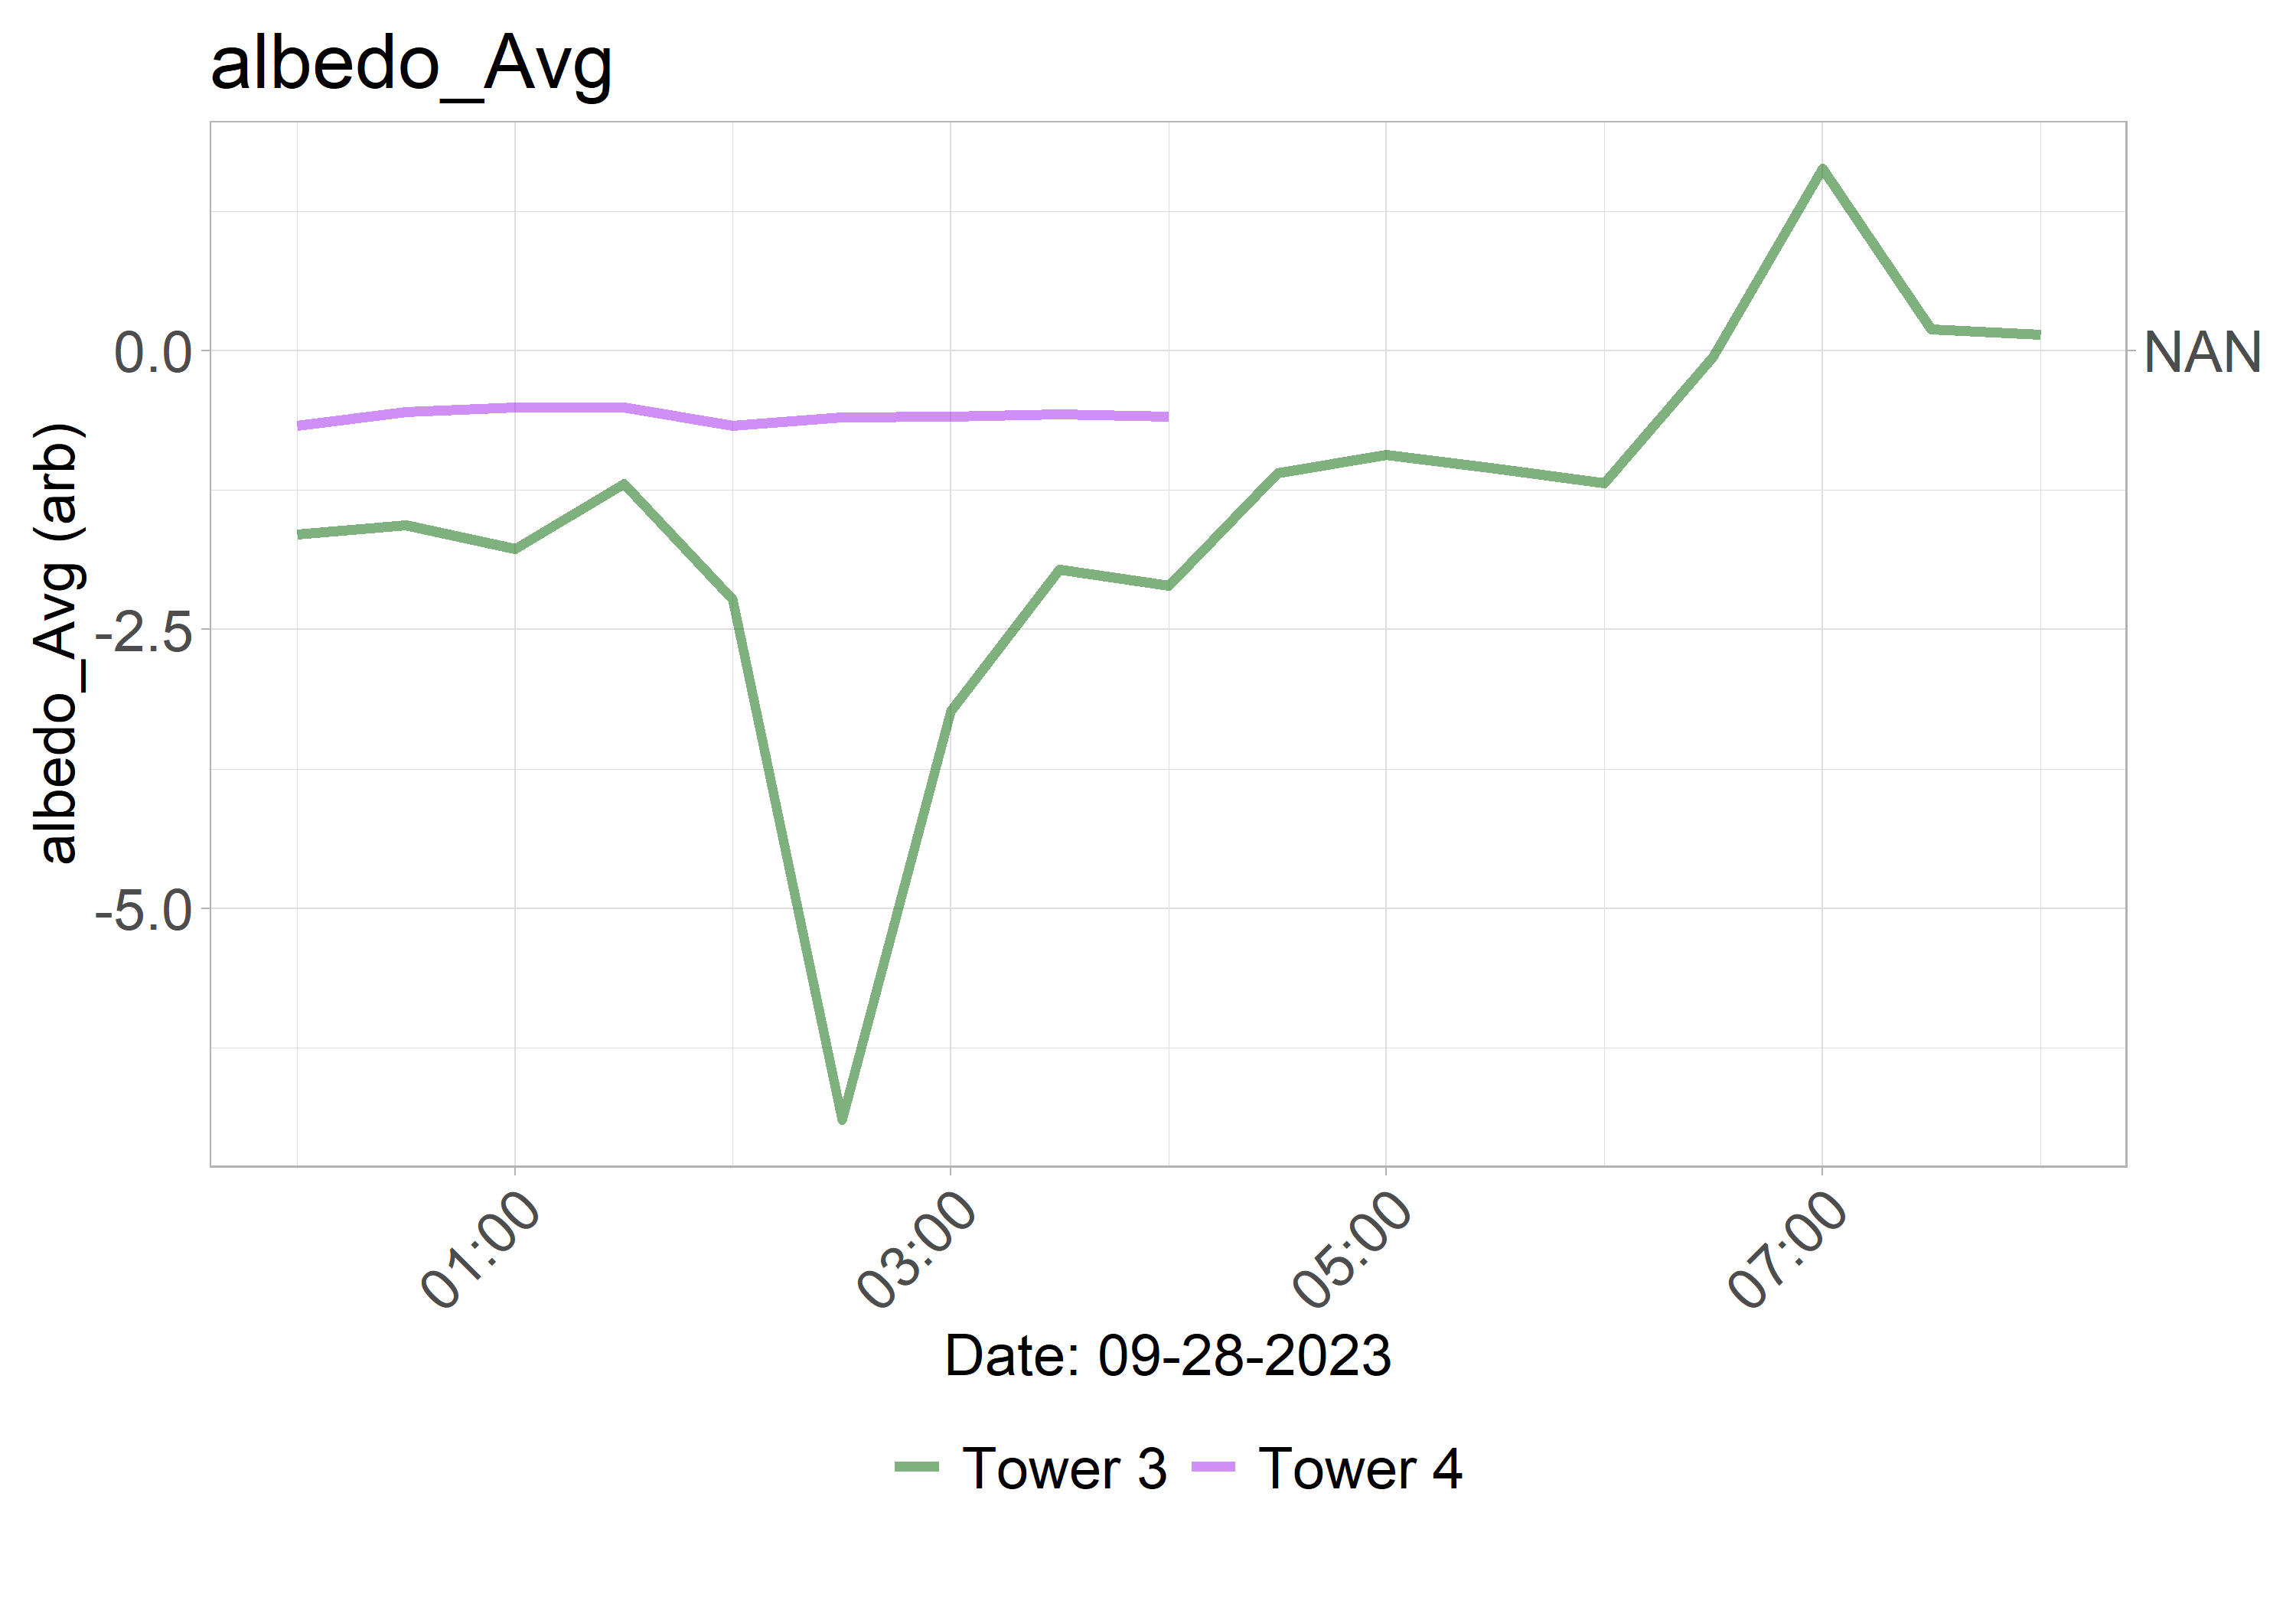 albedo_Avg
albedo_Avg (arb)
0.0
-2.5
-5.0
NAN
01:00
03:00
05:00
07:00
Date: 09-28-2023
Tower 3
Tower 4